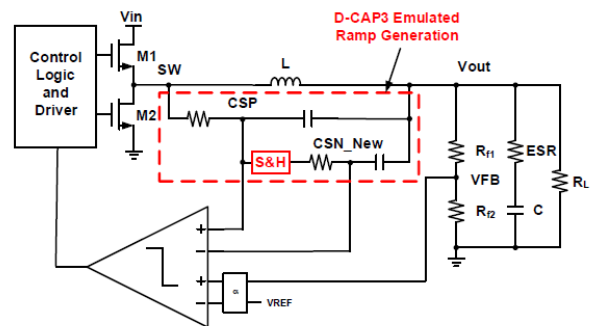 D-CAP3 Emulated
Ramp Generation
Vin
Control
Logic
and
Driver
M1
M2
SW
L
Vout
CSP
CSN_New
S&H
Rf1
VFB
Rf2
ESR
C
RL
+
−
+
−
VREF